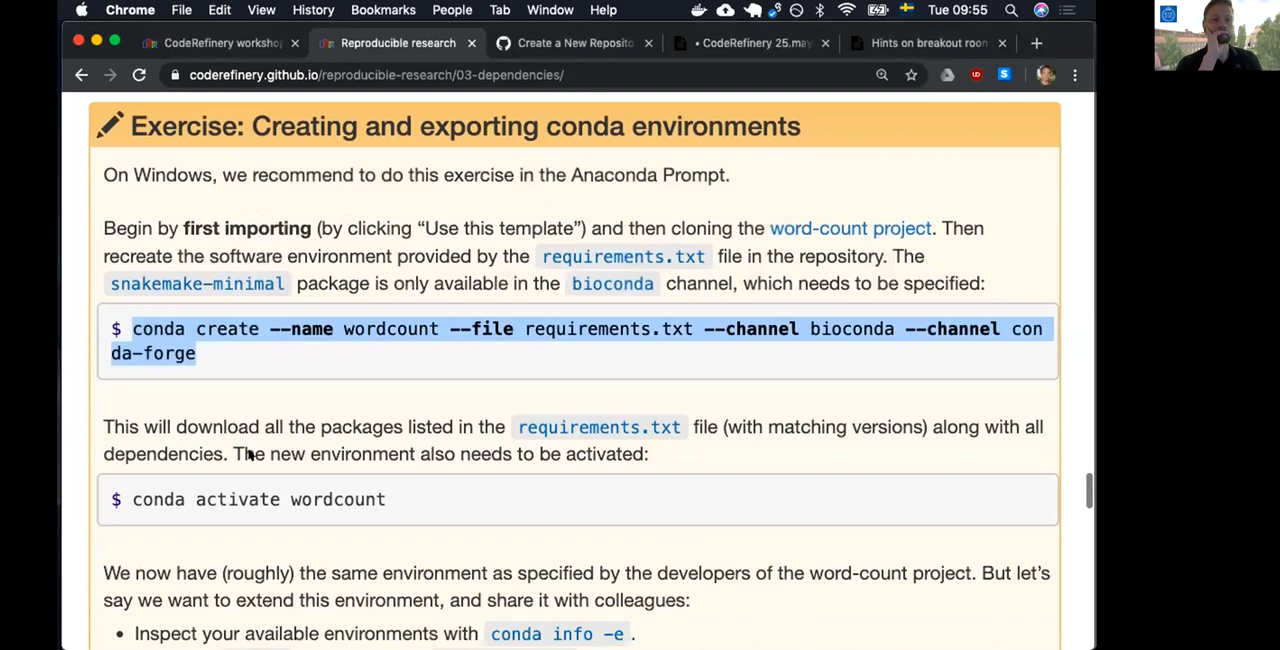 Chrome File Edit View History Bookmarks People Tab Window Help Tue 09:55
CodeRefinery worksho Reproducible research Create a New Reposito • CodeRefinery 25.may Hints on breakout room
coderefinery.github.io/reproducible-research/03-dependencies/
Exercise: Creating and exporting conda environments
On Windows, we recommend to do this exercise in the Anaconda Prompt.
Begin by first importing (by clicking “Use this template”) and then cloning the word-count project. Then
recreate the software environment provided by the requirements.txt file in the repository. The
snakemake-minimal package is only available in the bioconda channel, which needs to be specified:
$ conda create --name wordcount --file requirements.txt --channel bioconda --channel con
da-forge
This will download all the packages listed in the requirements.txt file (with matching versions) along with all
dependencies. The new environment also needs to be activated:
$ conda activate wordcount
We now have (roughly) the same environment as specified by the developers of the word-count project. But let’s
say we want to extend this environment, and share it with colleagues:
• Inspect your available environments with conda info -e.